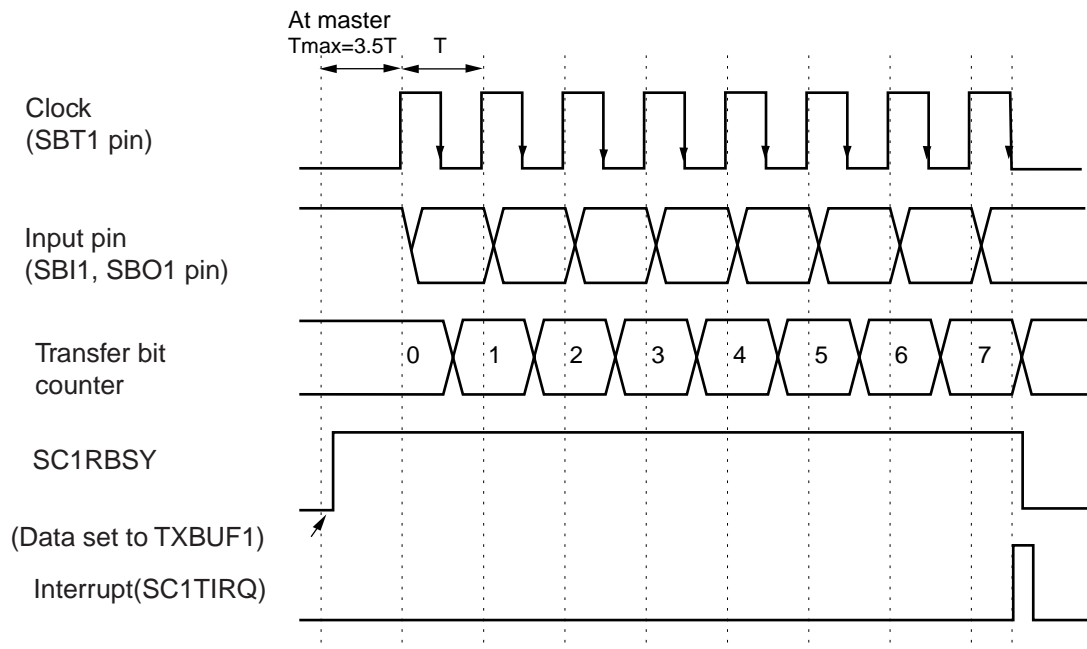 At master
Tmax=3.5T
T
Clock
(SBT1 pin)
Input pin
(SBI1, SBO1 pin)
Transfer bit
counter
0 1 2 3 4 5 6 7
SC1RBSY
(Data set to TXBUF1)
Interrupt(SC1TIRQ)